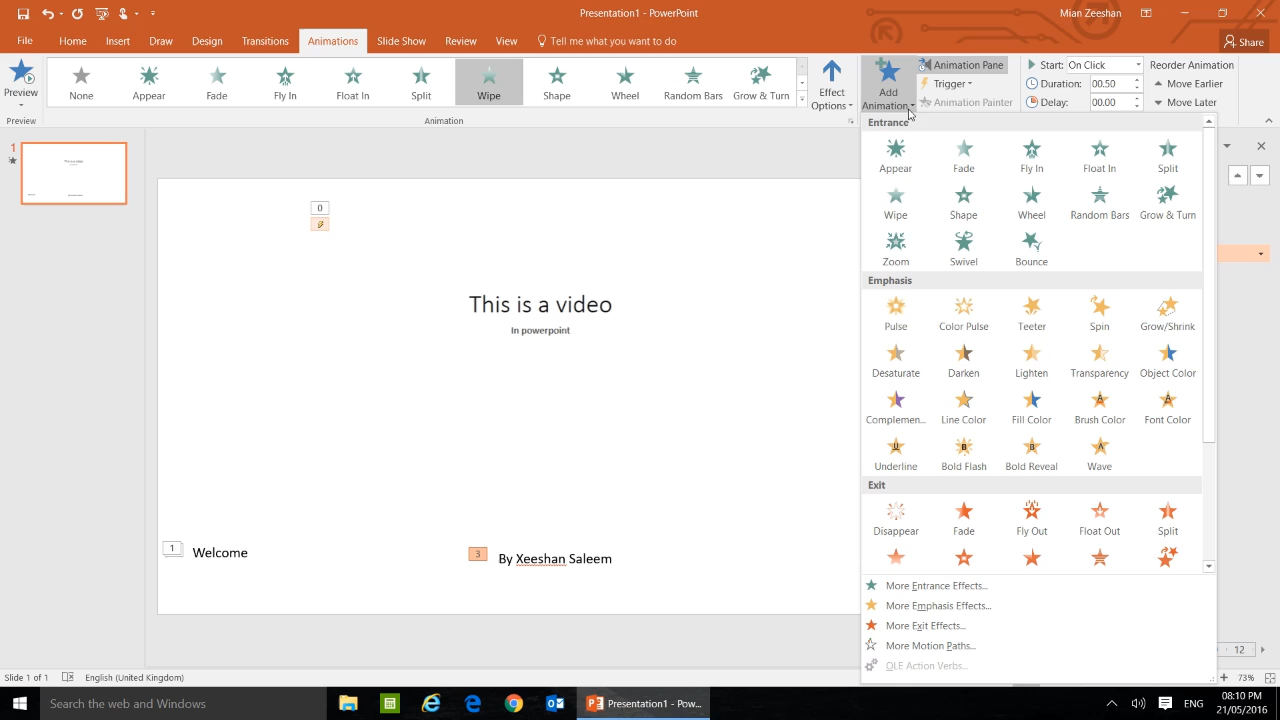 Presentation1 - PowerPoint
Mian Zeeshan
File Home Insert Draw Design Transitions Animations Slide Show Review View Tell me what you want to do
Share
Preview
None Appear Fade Fly In Float In Split Wipe Shape Wheel Random Bars Grow & Turn
Effect
Options
Add
Animation
Animation Pane
Trigger
Animation Painter
Start: On Click
Duration: 00.50
Delay: 00.00
Reorder Animation
Move Earlier
Move Later
Preview
Animation
Entrance
Appear Fade Fly In Float In Split
Wipe Shape Wheel Random Bars Grow & Turn
Zoom Swivel Bounce
Emphasis
Pulse Color Pulse Teeter Spin Grow/Shrink
Desaturate Darken Lighten Transparency Object Color
Complemen... Line Color Fill Color Brush Color Font Color
Underline Bold Flash Bold Reveal Wave
Exit
Disappear Fade Fly Out Float Out Split
More Entrance Effects...
More Emphasis Effects...
More Exit Effects...
More Motion Paths...
OLE Action Verbs...
1
0
This is a video
In powerpoint
1 Welcome
3 By Xeeshan Saleem
12
Slide 1 of 1 English (United Kingdom)
73%
Search the web and Windows
Presentation1 - Pow...
ENG
08:10 PM
21/05/2016